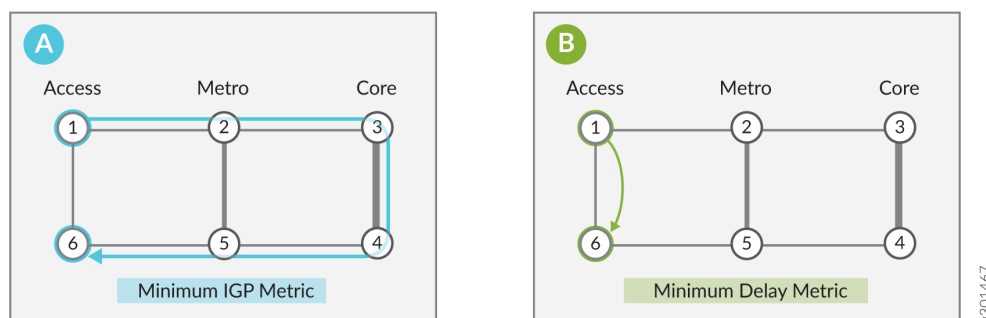 A
Access Metro Core
1 2 3
6 5 4
Minimum IGP Metric
B
Access Metro Core
1 2 3
6 5 4
Minimum Delay Metric